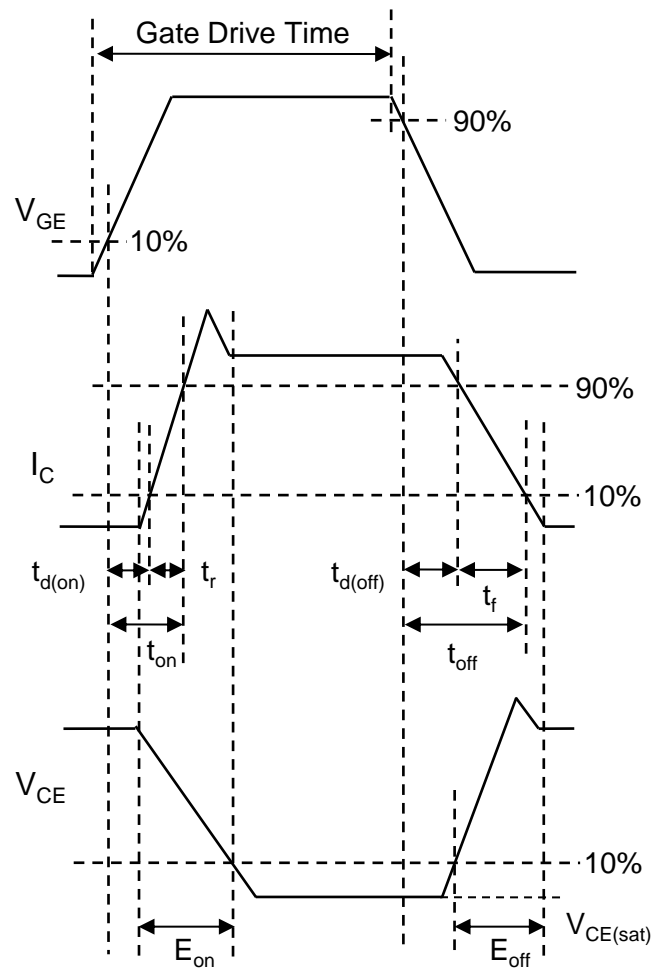 Gate Drive Time
90%
V_GE
10%
90%
I_C
10%
t_d(on)
t_r
t_d(off)
t_f
t_on
t_off
V_CE
10%
V_CE(sat)
E_on
E_off